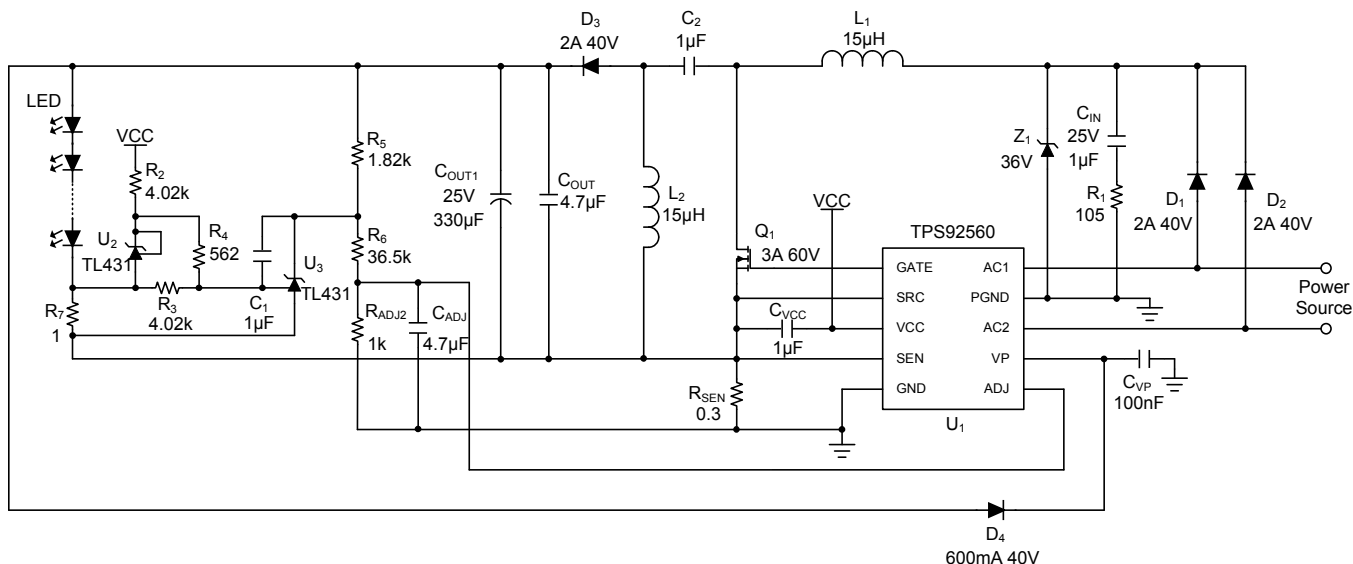 D3
2A 40V
C2
1µF
L1
15µH
LED
VCC
R2
4.02k
U2
TL431
R4
562
R3
4.02k
C1
1µF
U3
TL431
R7
1
R5
1.82k
R6
36.5k
RADJ2
1k
CADJ
4.7µF
COUT1
25V
330µF
COUT
4.7µF
L2
15µH
Q1
3A 60V
VCC
CVCC
1µF
RSEN
0.3
TPS92560
GATE
SRC
VCC
SEN
GND
AC1
PGND
AC2
VP
ADJ
U1
Z1
36V
CIN
25V
1µF
R1
105
D1
2A 40V
D2
2A 40V
Power
Source
CVP
100nF
D4
600mA 40V